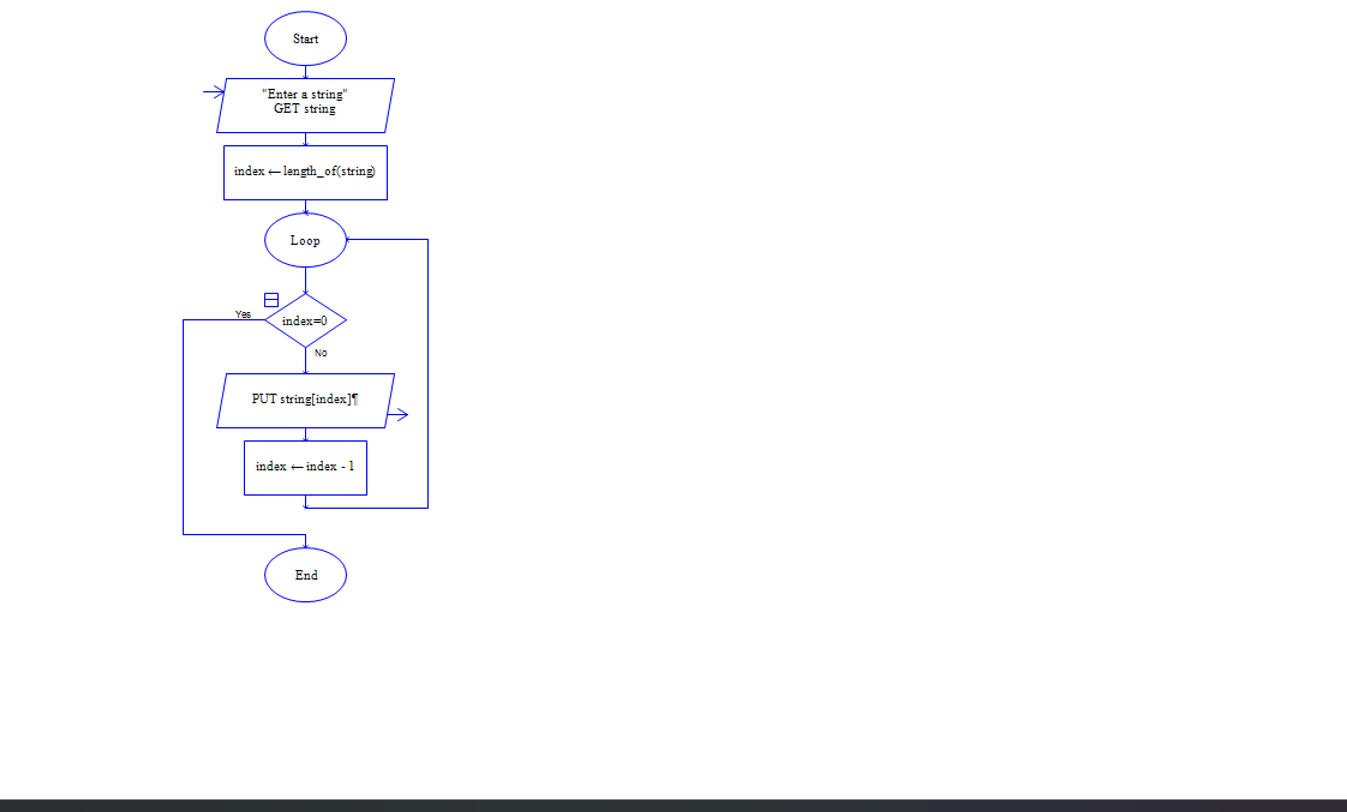 Start
"Enter a string"
GET string
index ← length_of(string)
Loop
Yes
index=0
No
PUT string[index]¶
index ← index - 1
End